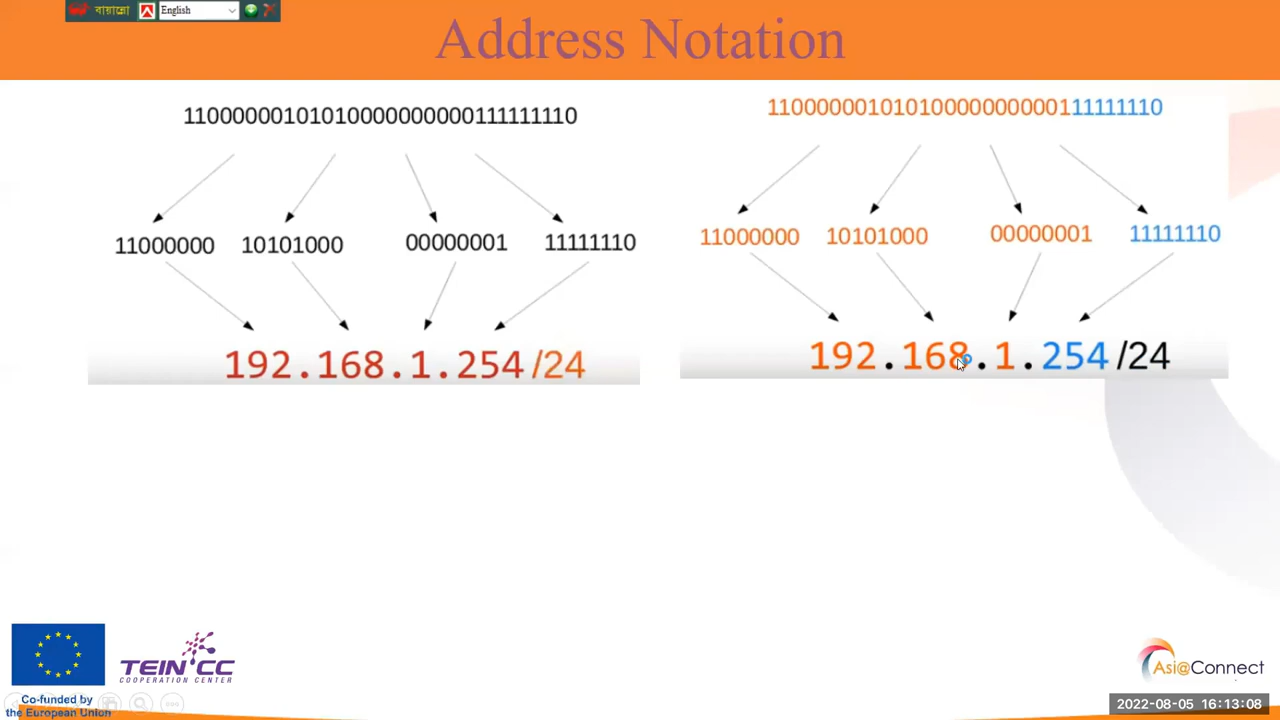 বায়ান্নো English
Address Notation
11000000101010000000000111111110
11000000 10101000 00000001 11111110
192.168.1.254/24
11000000101010000000000111111110
11000000 10101000 00000001 11111110
192.168.1.254/24
TEIN*CC
COOPERATION CENTER
Co-funded by
the European Union
Asi@Connect
2022-08-05 16:13:08